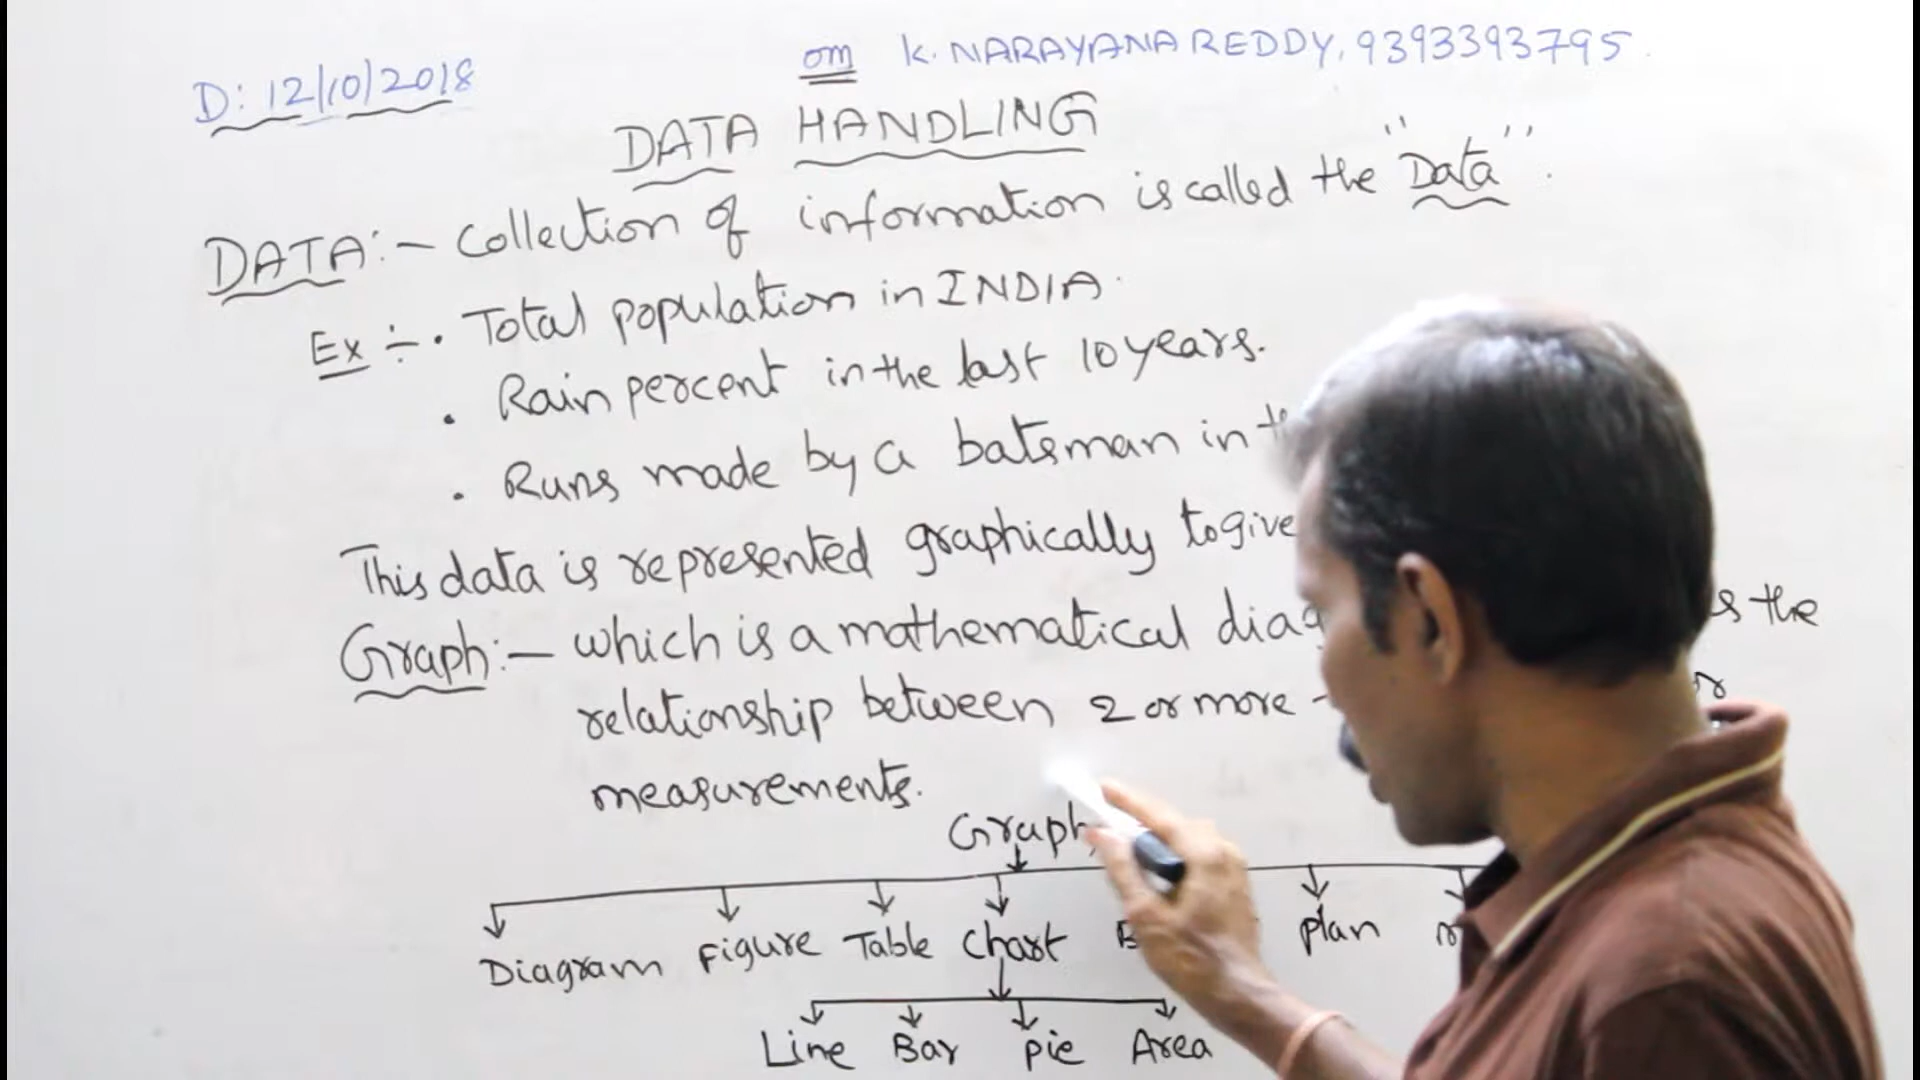 om K. NARAYANA REDDY, 9393393795
D: 12/10/2018
DATA HANDLING
DATA:- Collection of information is called the "Data".
Ex ÷ • Total population in INDIA.
• Rain percent in the last 10 years.
• Runs made by a batsman in
This data is represented graphically to give
Graph:- which is a mathematical the
relationship between 2 or more
measurements.
Graph
Diagram Figure Table Chart plan
Line Bar pie Area